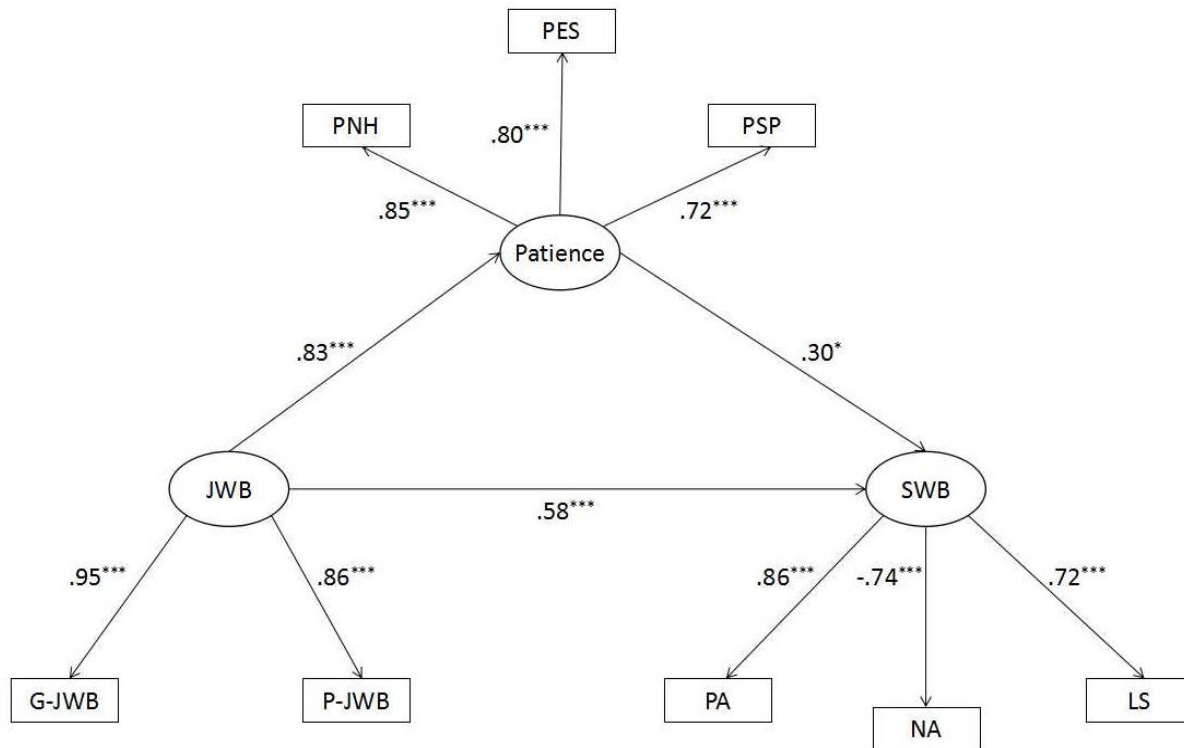 PES
PNH
PSP
.80***
.85***
.72***
Patience
.83***
.30*
JWB
SWB
.58***
.95***
.86***
.86***
-.74***
.72***
G-JWB
P-JWB
PA
NA
LS